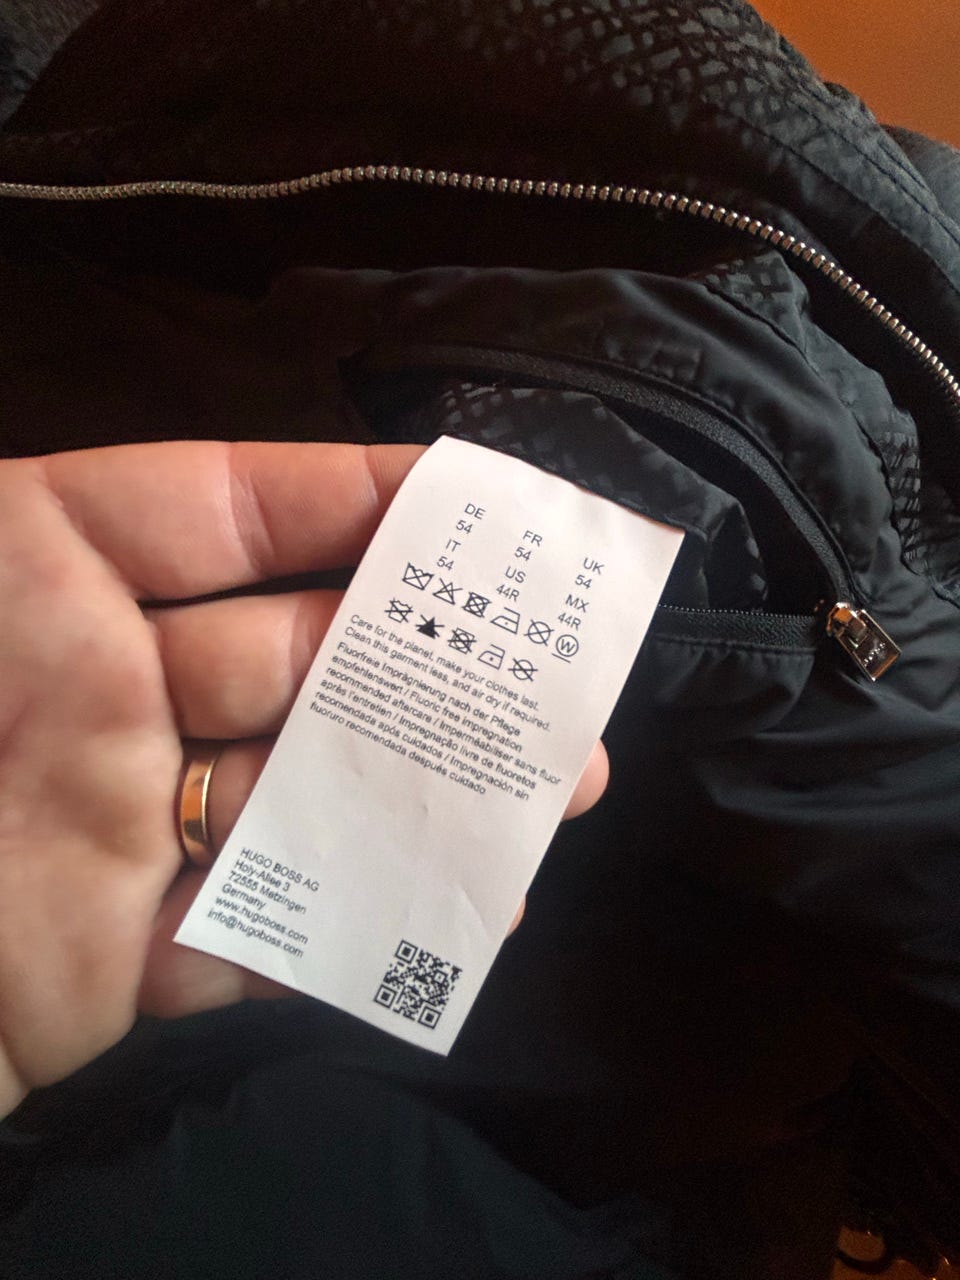 DE
54
FR
54
UK
54
IT
54
US
44R
MX
44R
W
Care for the planet, make your clothes last.
Clean this garment less, and air dry if required.
Fluorfreie Imprägnierung nach der Pflege
empfehlenswert / Fluoric free impregnation
recommended aftercare / Imperméabiliser sans fluor
après l'entretien / Impregnação livre de fluoretos
recomendada após cuidados / Impregnación sin
fluoruro recomendada después cuidado
HUGO BOSS AG
Holy-Allee 3
72555 Metzingen
Germany
www.hugoboss.com
info@hugoboss.com